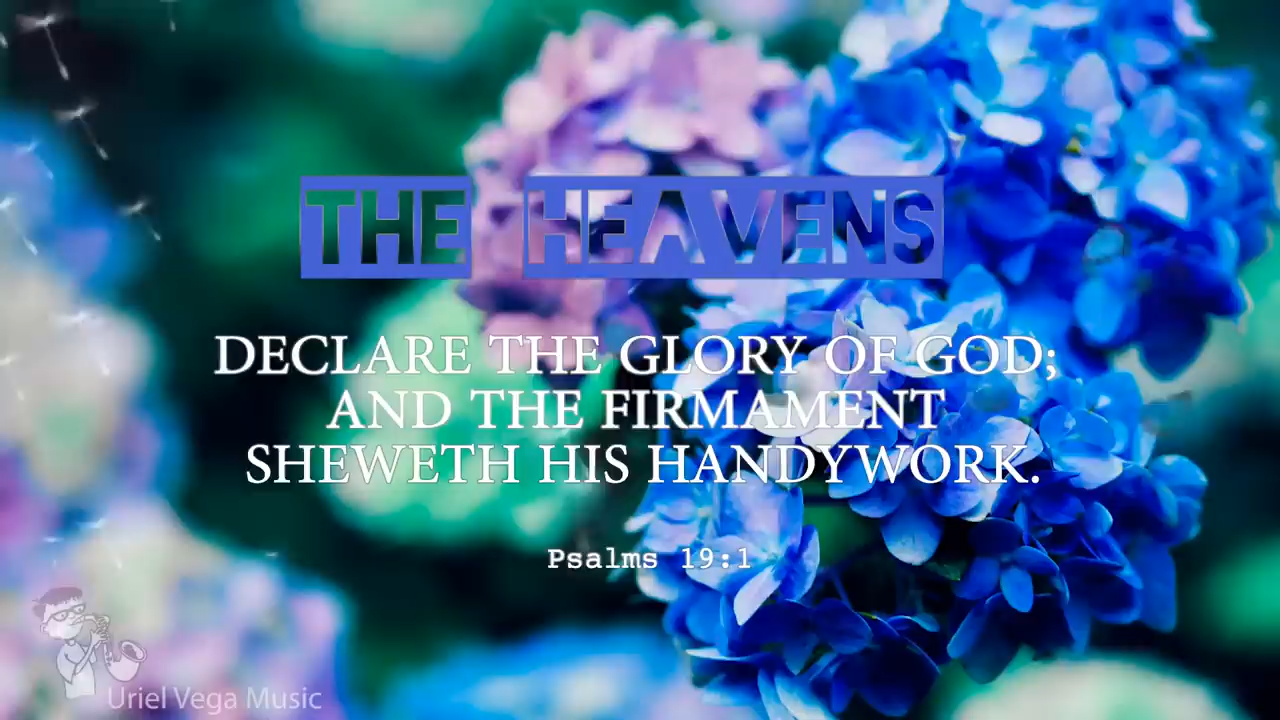 THE HEAVENS
DECLARE THE GLORY OF GOD;
AND THE FIRMAMENT
SHEWETH HIS HANDYWORK.
Psalms 19:1
Uriel Vega Music